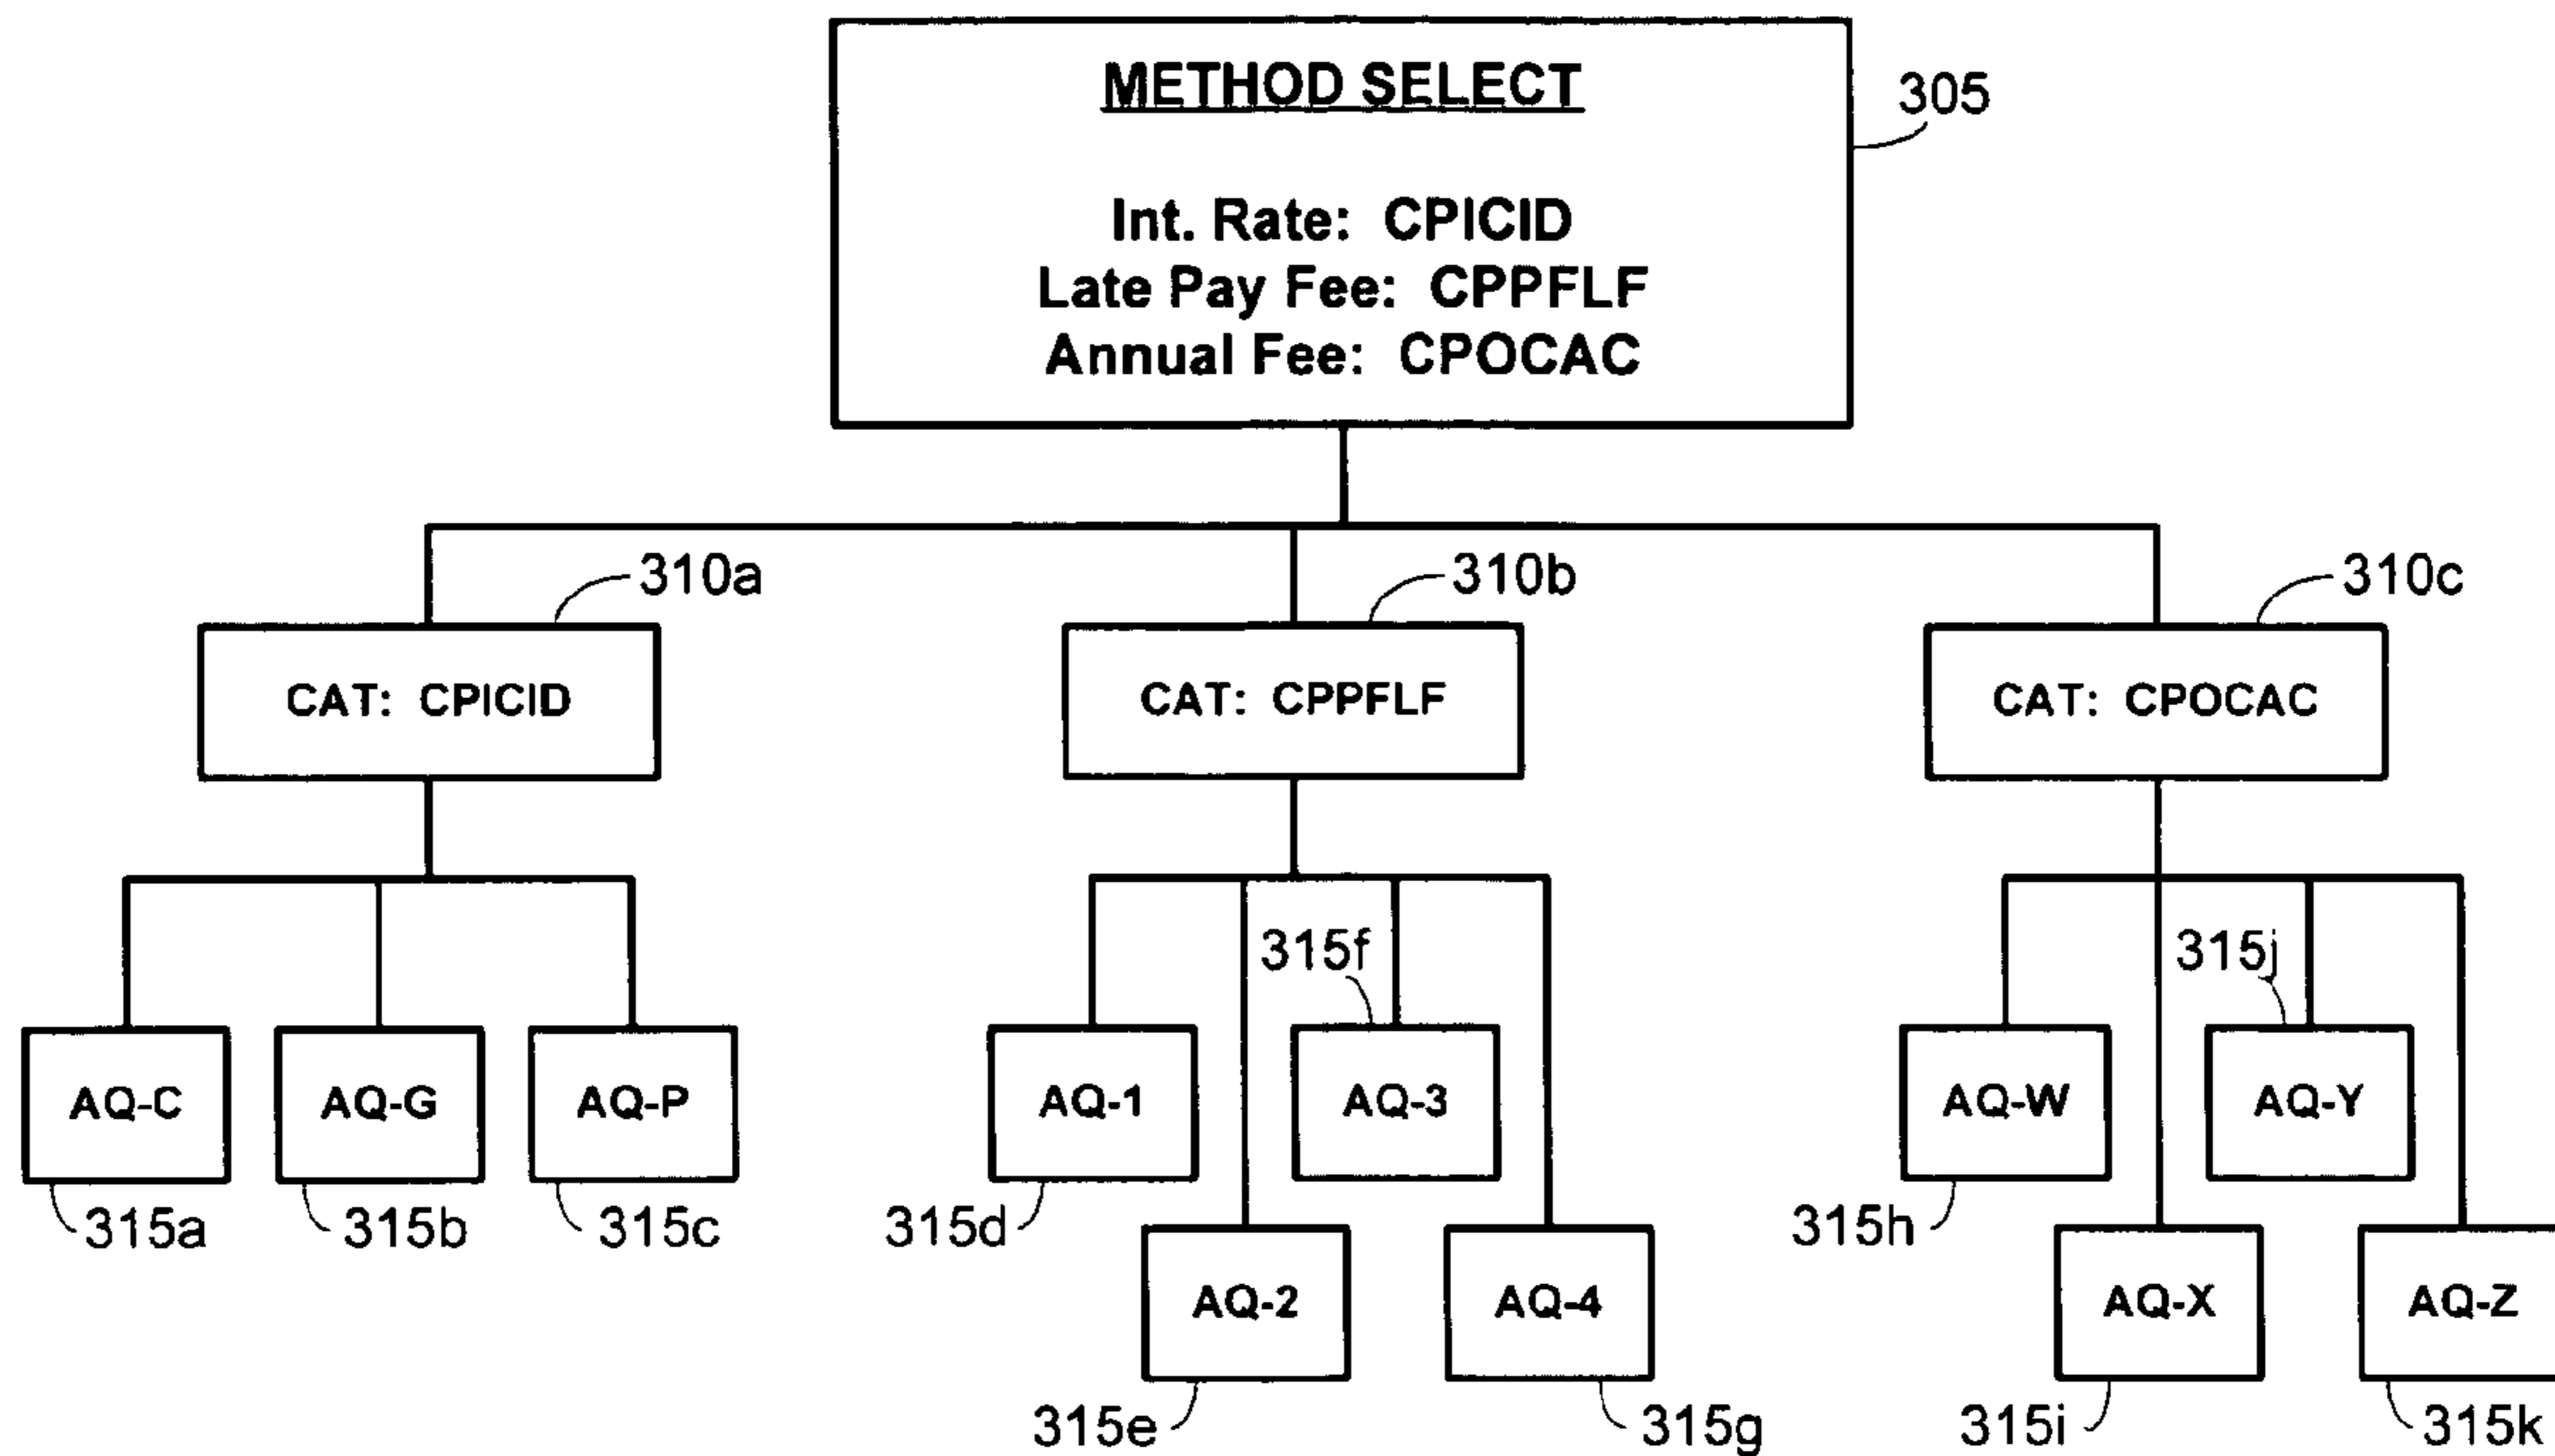 METHOD SELECT
305
Int. Rate: CPICID
Late Pay Fee: CPPFLF
Annual Fee: CPOCAC
310a
310b
310c
CAT: CPICID
CAT: CPPFLF
CAT: CPOCAC
315f
315j
AQ-C
AQ-G
AQ-P
AQ-1
AQ-3
AQ-W
AQ-Y
315a
315b
315c
315d
315h
AQ-2
AQ-4
AQ-X
AQ-Z
315e
315g
315i
315k